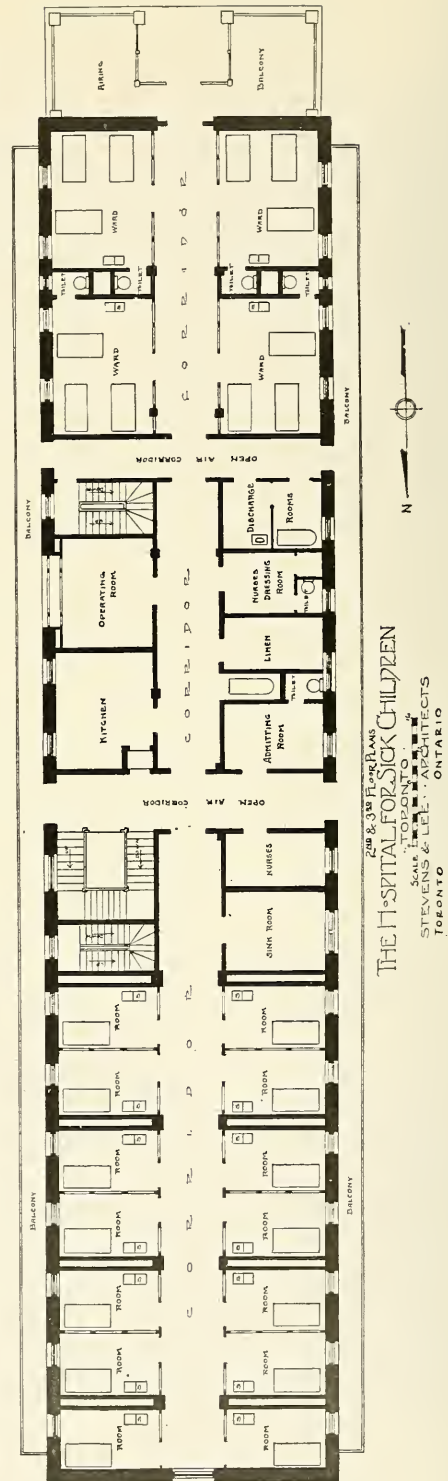 AIRING
BALCONY
WARD
WARD
CORRIDOR
TOILET
TOILET
TOILET
TOILET
WARD
WARD
BALCONY
BALCONY
OPEN AIR CORRIDOR
DISCHARGE
ROOMS
OPERATING
ROOM
NURSES
DRESSING
ROOM
TOILET
CORRIDOR
LINEN
KITCHEN
TOILET
ADMITTING
ROOM
OPEN AIR CORRIDOR
NURSES
SINK ROOM
ROOM
ROOM
ROOM
ROOM
CORRIDOR
ROOM
ROOM
ROOM
ROOM
BALCONY
BALCONY
ROOM
ROOM
ROOM
ROOM
ROOM
ROOM
N
2ND & 3RD FLOOR PLANS
THE HOSPITAL FOR SICK CHILDREN
TORONTO
SCALE
STEVENS & LEE ARCHITECTS
TORONTO ONTARIO